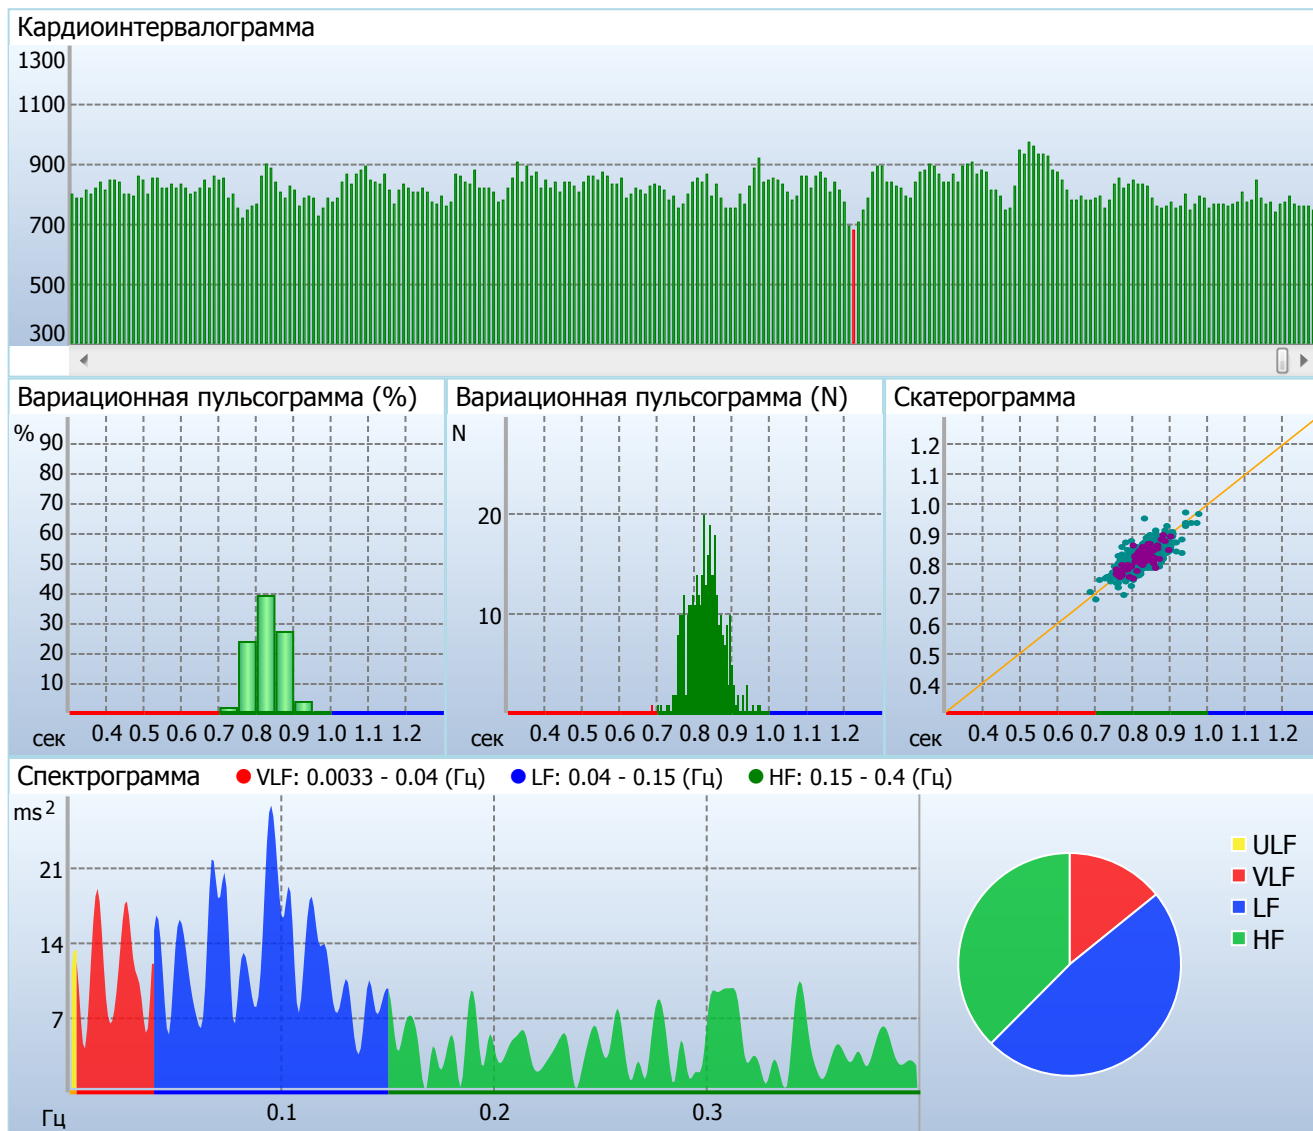 Кардиоинтервалограмма
1300
1100
900
700
500
300
Вариационная пульсограмма (%)
% 90
80
70
60
50
40
30
20
10
сек 0.4 0.5 0.6 0.7 0.8 0.9 1.0 1.1 1.2
Вариационная пульсограмма (N)
N
20
10
сек 0.4 0.5 0.6 0.7 0.8 0.9 1.0 1.1 1.2
Скатерограмма
1.2
1.1
1.0
0.9
0.8
0.7
0.6
0.5
0.4
сек 0.4 0.5 0.6 0.7 0.8 0.9 1.0 1.1 1.2
Спектрограмма VLF: 0.0033 - 0.04 (Гц) LF: 0.04 - 0.15 (Гц) HF: 0.15 - 0.4 (Гц)
ms²
21
14
7
Гц 0.1 0.2 0.3
ULF
VLF
LF
HF